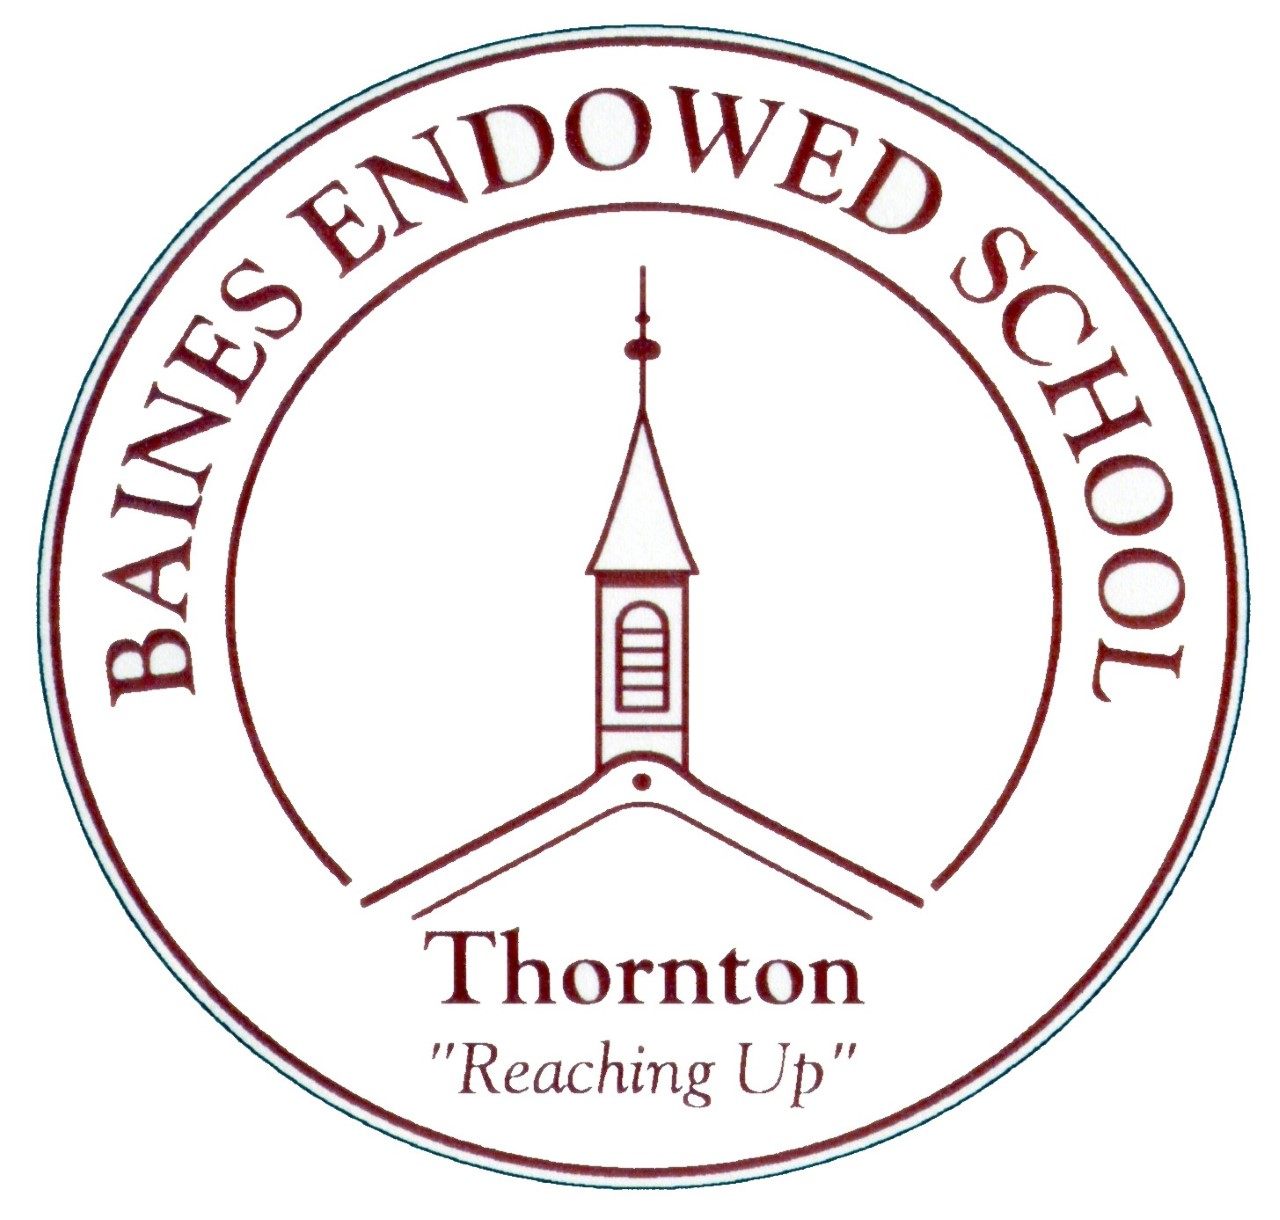 BAINES ENDOWED SCHOOL
Thornton
"Reaching Up"